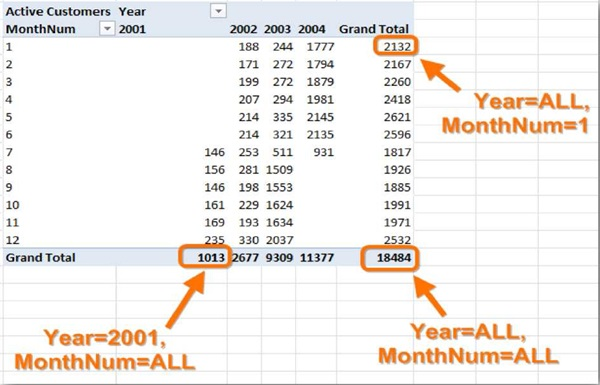 Active Customers Year
MonthNum 2001 2002 2003 2004 Grand Total
1 188 244 1777 2132
2 171 272 1794 2167
3 199 272 1879 2260
4 207 294 1981 2418
5 214 335 2145 2621
6 214 321 2135 2596
7 146 253 511 931 1817
8 156 281 1509 1926
9 146 198 1553 1885
10 161 229 1624 1991
11 169 193 1634 1971
12 235 330 2037 2532
Grand Total 1013 2677 9309 11377 18484
Year=ALL,
MonthNum=1
Year=2001,
MonthNum=ALL
Year=ALL,
MonthNum=ALL